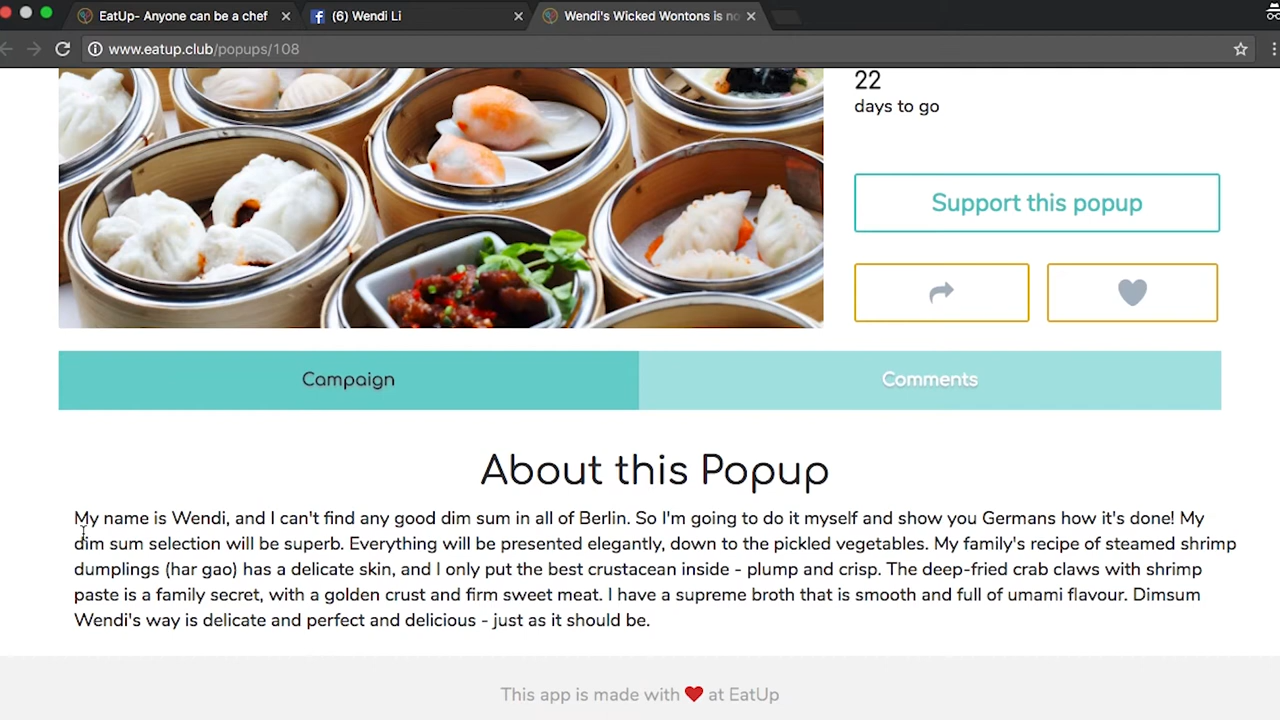 EatUp- Anyone can be a chef
(6) Wendi Li
Wendi's Wicked Wontons is no
www.eatup.club/popups/108
22
days to go
Support this popup
Campaign
Comments
About this Popup
My name is Wendi, and I can't find any good dim sum in all of Berlin. So I'm going to do it myself and show you Germans how it's done! My
dim sum selection will be superb. Everything will be presented elegantly, down to the pickled vegetables. My family's recipe of steamed shrimp
dumplings (har gao) has a delicate skin, and I only put the best crustacean inside - plump and crisp. The deep-fried crab claws with shrimp
paste is a family secret, with a golden crust and firm sweet meat. I have a supreme broth that is smooth and full of umami flavour. Dimsum
Wendi's way is delicate and perfect and delicious - just as it should be.
This app is made with ❤ at EatUp